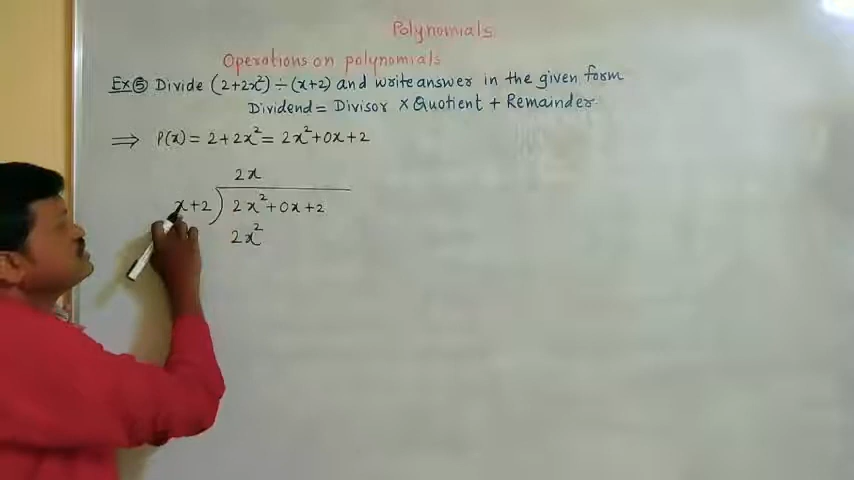 Polynomials
Operations on polynomials
Ex⑤ Divide (2+2x²) ÷ (x+2) and write answer in the given form
Dividend = Divisor × Quotient + Remainder.
⇒ P(x) = 2 + 2x² = 2x² + 0x + 2
2x
x+2 ) 2x² + 0x + 2
2x²